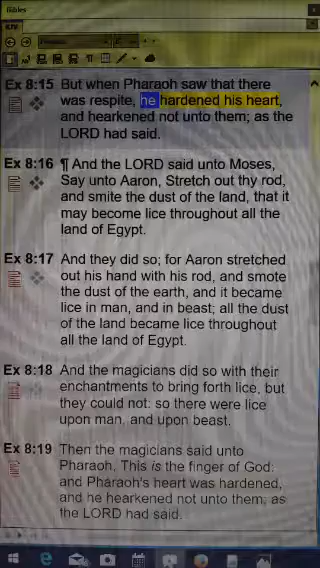 Bibles
KJV
Ex 8:15 But when Pharaoh saw that there
was respite, he hardened his heart,
and hearkened not unto them; as the
LORD had said.
Ex 8:16 ¶ And the LORD said unto Moses,
Say unto Aaron, Stretch out thy rod,
and smite the dust of the land, that it
may become lice throughout all the
land of Egypt.
Ex 8:17 And they did so; for Aaron stretched
out his hand with his rod, and smote
the dust of the earth, and it became
lice in man, and in beast; all the dust
of the land became lice throughout
all the land of Egypt.
Ex 8:18 And the magicians did so with their
enchantments to bring forth lice, but
they could not: so there were lice
upon man, and upon beast.
Ex 8:19 Then the magicians said unto
Pharaoh, This is the finger of God:
and Pharaoh's heart was hardened,
and he hearkened not unto them; as
the LORD had said.